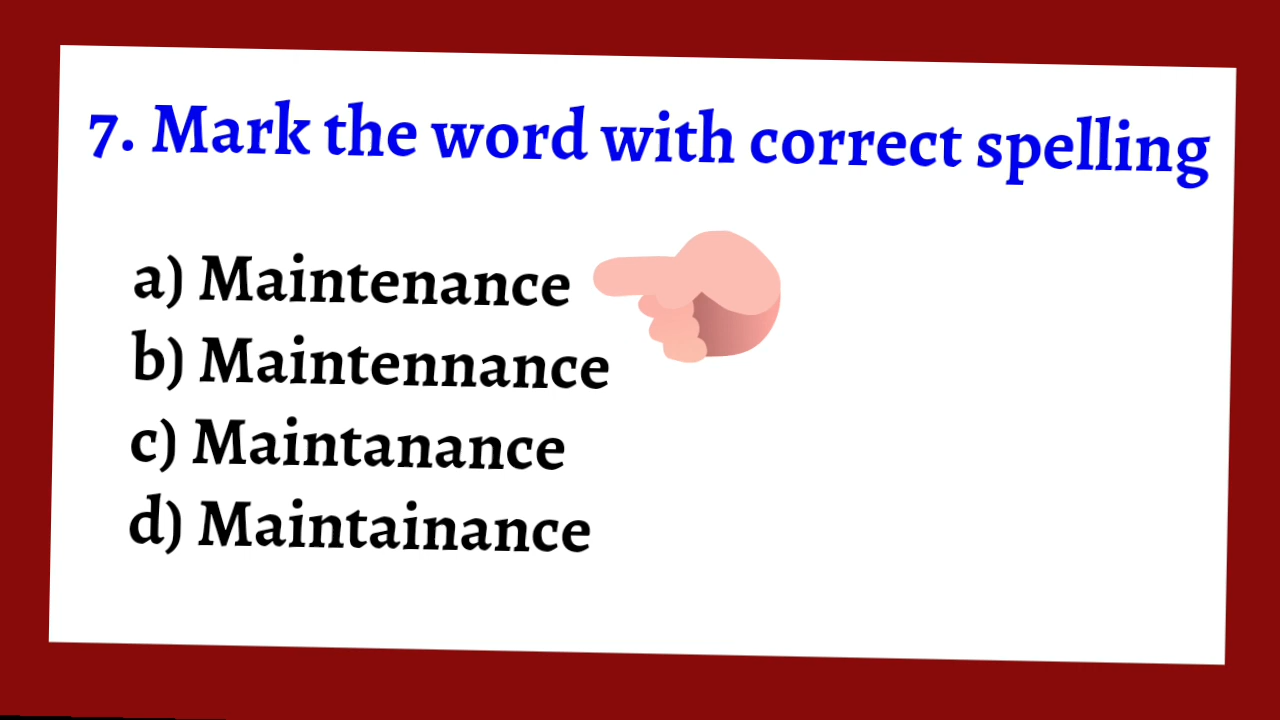 7. Mark the word with correct spelling
a) Maintenance
b) Maintennance
c) Maintanance
d) Maintainance